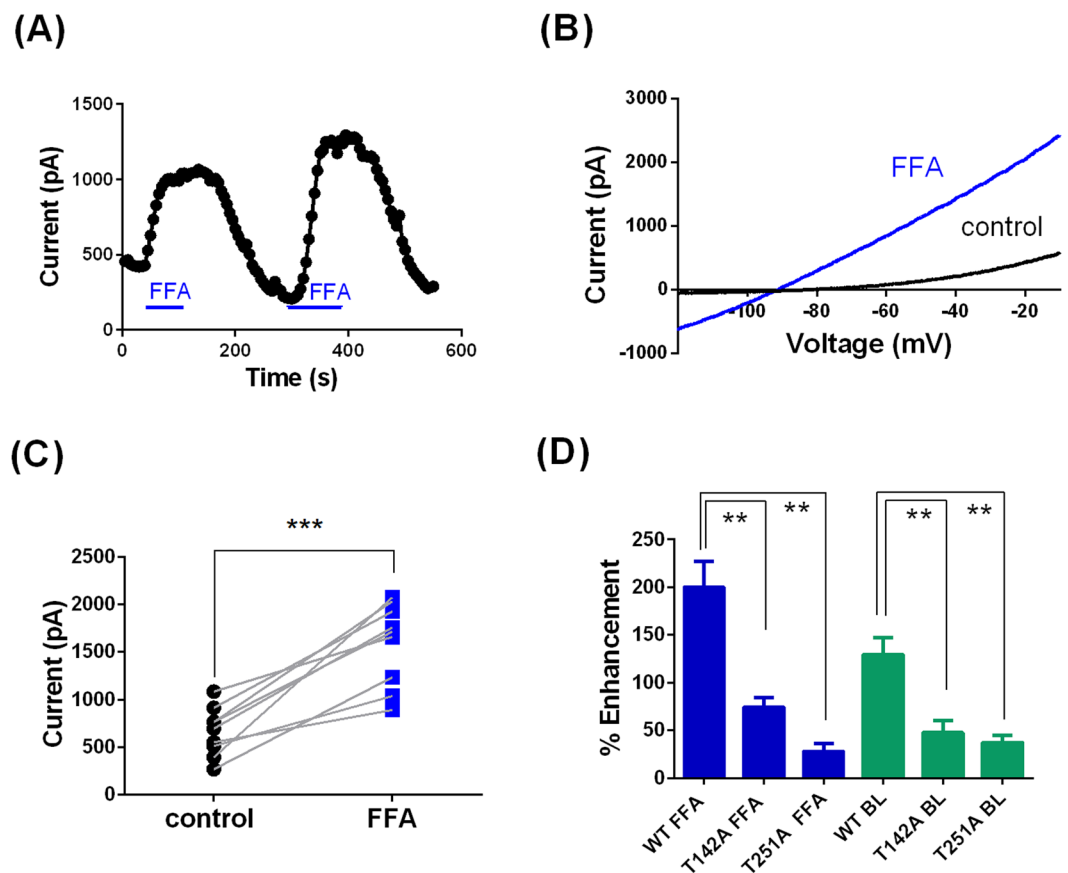 (A)
1500
1000
500
0
Current (pA)
FFA
FFA
0
200
400
600
Time (s)
(B)
3000
2000
1000
0
-1000
Current (pA)
FFA
control
-100
-80
-60
-40
-20
Voltage (mV)
(C)
***
2500
2000
1500
1000
500
0
Current (pA)
control
FFA
(D)
**
**
**
**
250
200
150
100
50
0
% Enhancement
WT FFA
T142A FFA
T251A FFA
WT BL
T142A BL
T251A BL